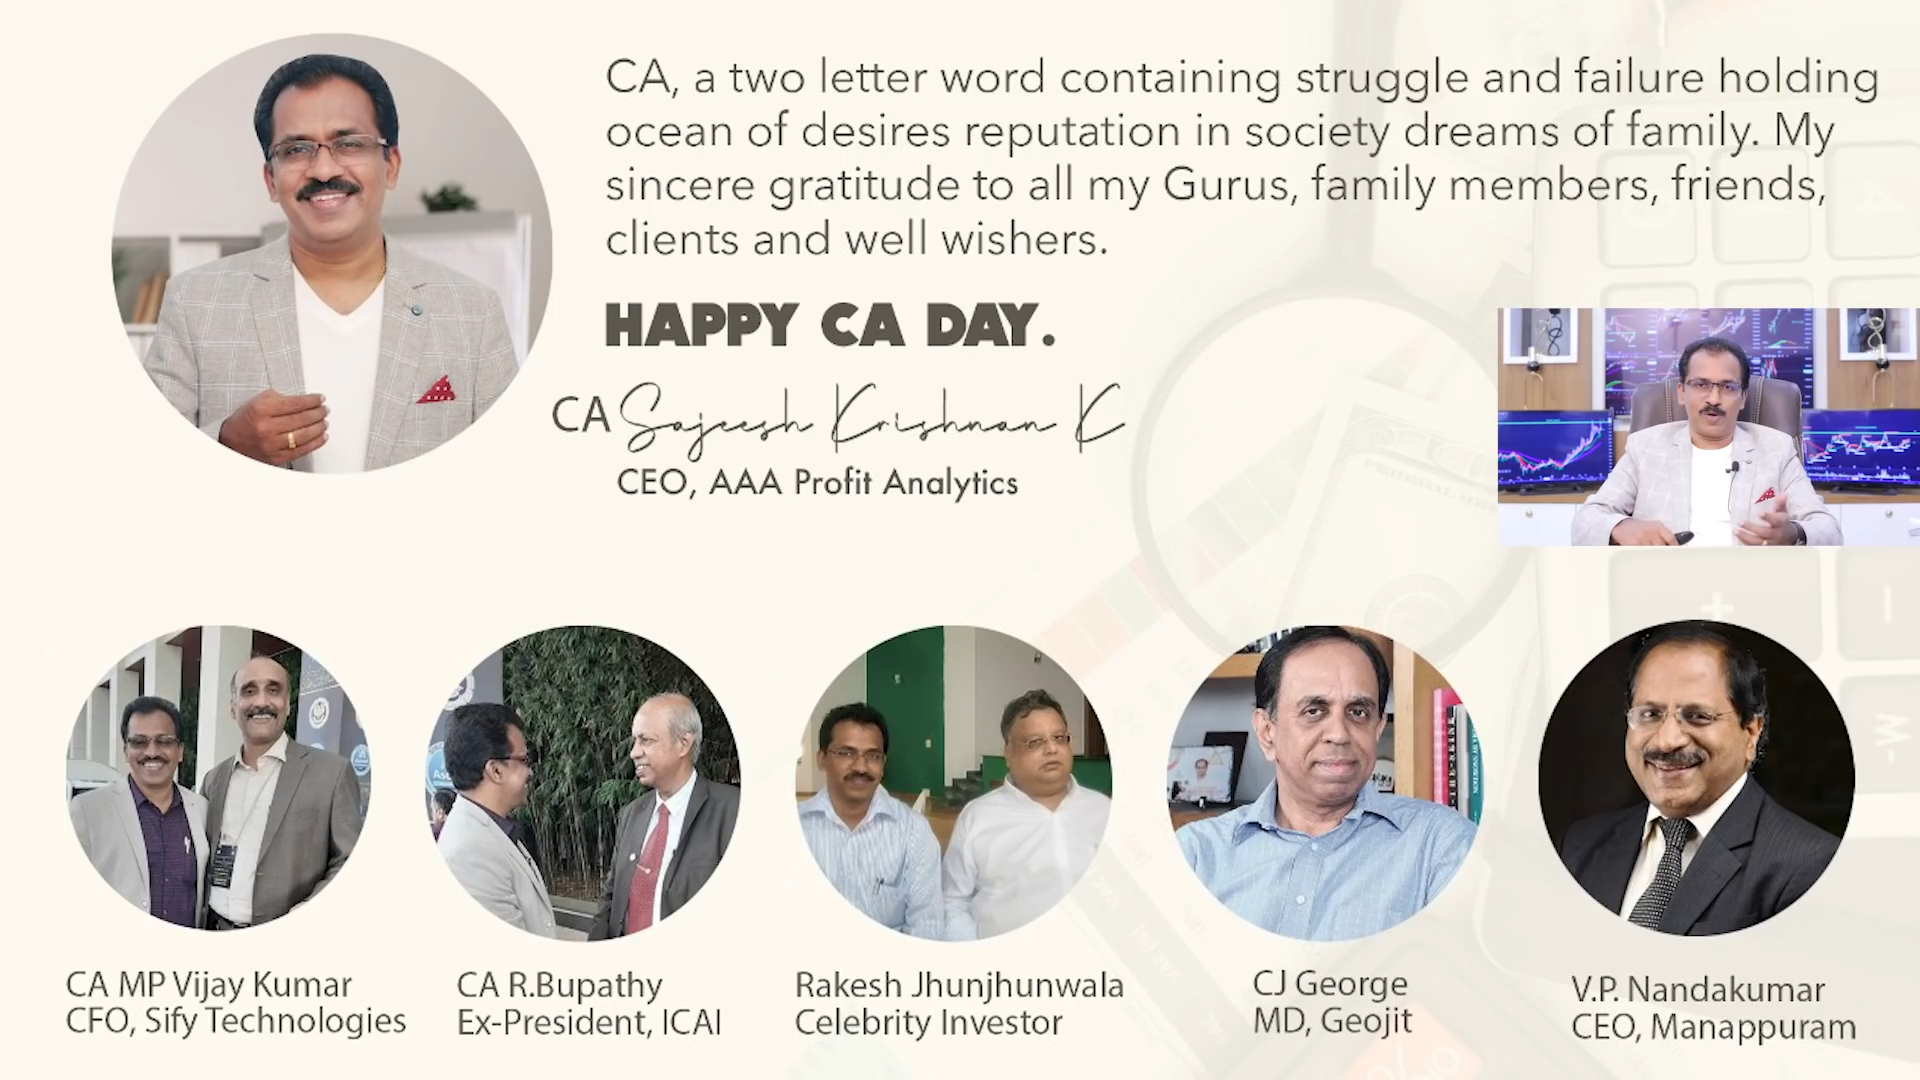 CA, a two letter word containing struggle and failure holding
ocean of desires reputation in society dreams of family. My
sincere gratitude to all my Gurus, family members, friends,
clients and well wishers.
HAPPY CA DAY.
CA Sajeesh Krishnan K
CEO, AAA Profit Analytics
CA MP Vijay Kumar
CFO, Sify Technologies
CA R.Bupathy
Ex-President, ICAI
Rakesh Jhunjhunwala
Celebrity Investor
CJ George
MD, Geojit
V.P. Nandakumar
CEO, Manappuram